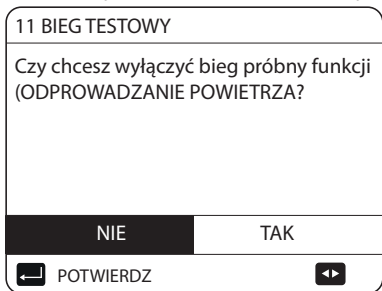 11 BIEG TESTOWY
Czy chcesz wyłączyć bieg próbny funkcji
(ODPROWADZANIE POWIETRZA?
NIE TAK
POTWIERDZ